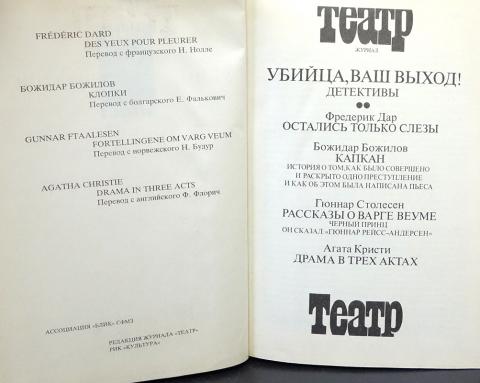 FRÉDÉRIC DARD
DES YEUX POUR PLEURER
Перевод с французского Н. Нолле
БОЖИДАР БОЖИЛОВ
КЛОПКИ
Перевод с болгарского Е. Фалькович
GUNNAR FTAALESEN
FORTELLINGENE OM VARG VEUM
Перевод с норвежского Н. Будур
AGATHA CHRISTIE
DRAMA IN THREE ACTS
Перевод с английского Ф. Флорич
АССОЦИАЦИЯ «БЛИК» СФМЗ
РЕДАКЦИЯ ЖУРНАЛА «ТЕАТР»
РИК «КУЛЬТУРА»
Театр
ЖУРНАЛ
УБИЙЦА, ВАШ ВЫХОД!
ДЕТЕКТИВЫ
Фредерик Дар
ОСТАЛИСЬ ТОЛЬКО СЛЕЗЫ
Божидар Божилов
КАПКАН
ИСТОРИЯ О ТОМ, КАК БЫЛО СОВЕРШЕНО
И РАСКРЫТО ОДНО ПРЕСТУПЛЕНИЕ
И КАК ОБ ЭТОМ БЫЛА НАПИСАНА ПЬЕСА
Гюннар Столесен
РАССКАЗЫ О ВАРГЕ ВЕУМЕ
ЧЕРНЫЙ ПРИНЦ
ОН СКАЗАЛ «ГЮННАР РЕЙСС-АНДЕРСЕН»
Агата Кристи
ДРАМА В ТРЕХ АКТАХ
Театр